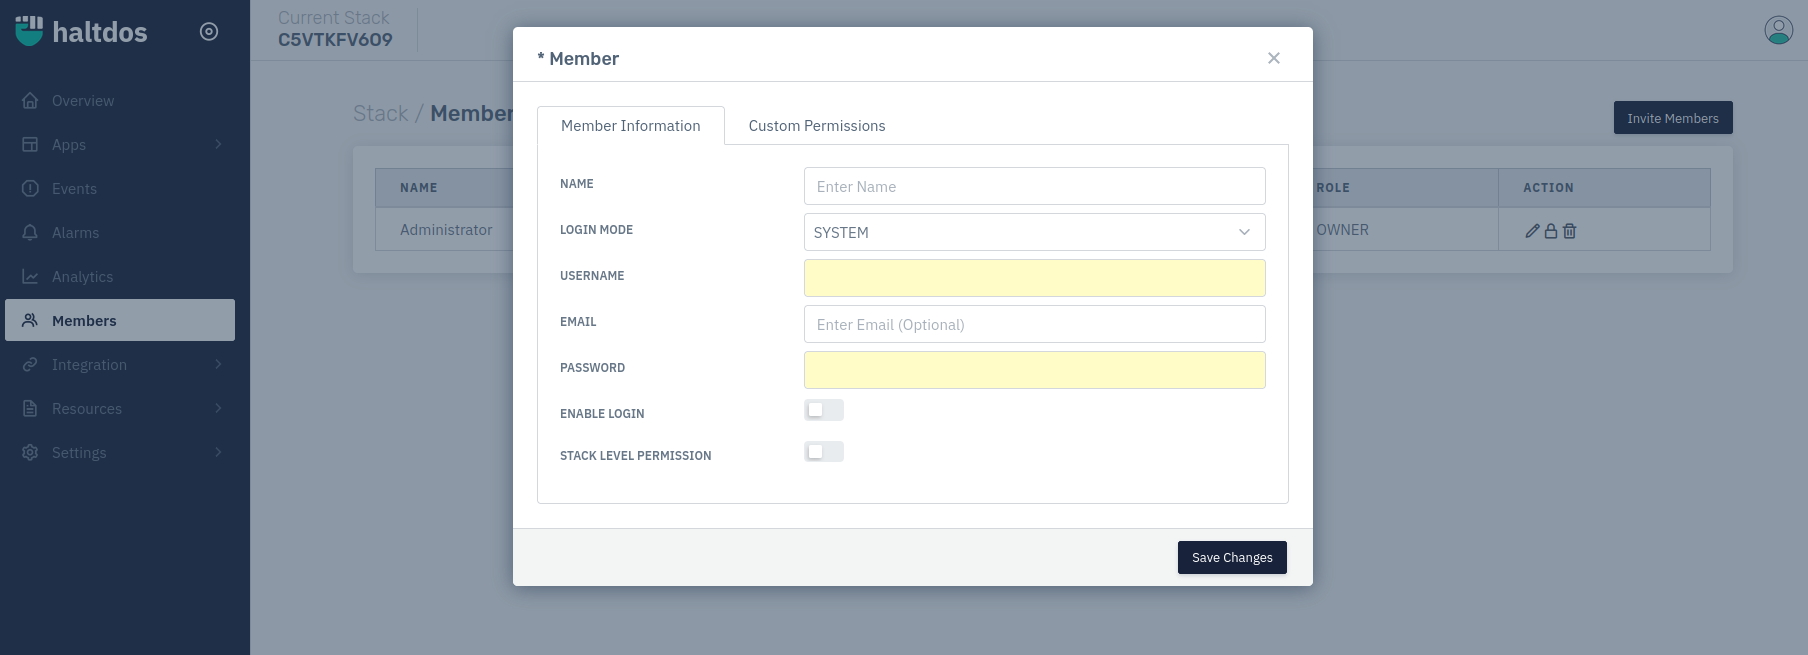 haltdos
Current Stack
C5VTKFV6O9
Overview
Apps
Events
Alarms
Analytics
Members
Integration
Resources
Settings
Stack / Member
Invite Members
NAME
ROLE
ACTION
Administrator
OWNER
* Member
Member Information
Custom Permissions
NAME
Enter Name
LOGIN MODE
SYSTEM
USERNAME
EMAIL
Enter Email (Optional)
PASSWORD
ENABLE LOGIN
STACK LEVEL PERMISSION
Save Changes